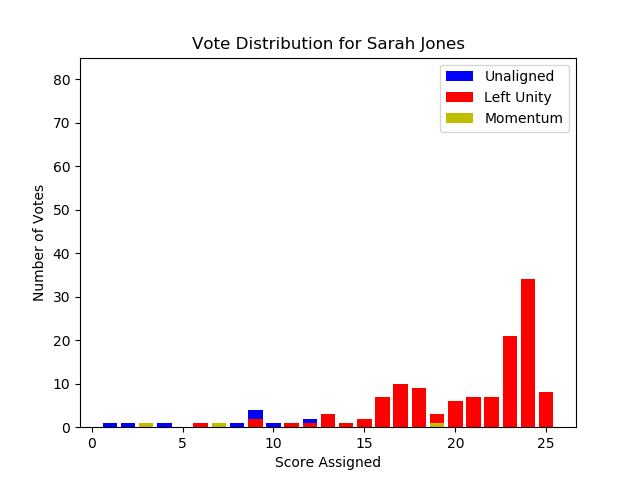 Vote Distribution for Sarah Jones
Unaligned
Left Unity
Momentum
Number of Votes
80
70
60
50
40
30
20
10
0
0 5 10 15 20 25
Score Assigned